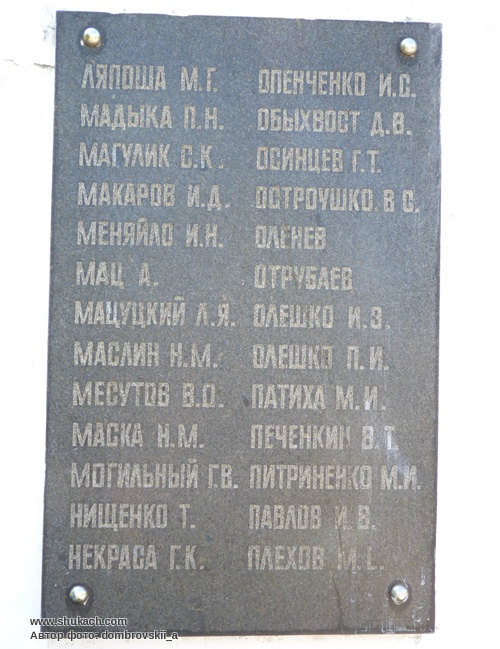 ЛЯПОША М.Г.
МАДЫКА П.Н.
МАГУЛИК С.К.
МАКАРОВ И.Д.
МЕНЯЙЛО И.Н.
МАЦ А.
МАЦУЦКИЙ Л.Я.
МАСЛИН Н.М.
МЕСУТОВ В.О.
МАСКА Н.М.
МОГИЛЬНЫЙ Г.В.
НИЩЕНКО Т.
НЕКРАСА Г.К.
ОПЕНЧЕНКО И.С.
ОБЫХВОСТ Д.В.
ОСИНЦЕВ Г.Т.
ОСТРОУШКО.В С.
ОЛЕНЕВ
ОТРУБАЕВ
ОЛЕШКО И.З.
ОЛЕШКО П.И.
ПАТИХА М.И.
ПЕЧЕНКИН В.Т.
ПИТРИНЕНКО М.И.
ПАВЛОВ И.В.
ПЛЕХОВ М.
www.shukach.com
Автор фото: dombrovskii_a